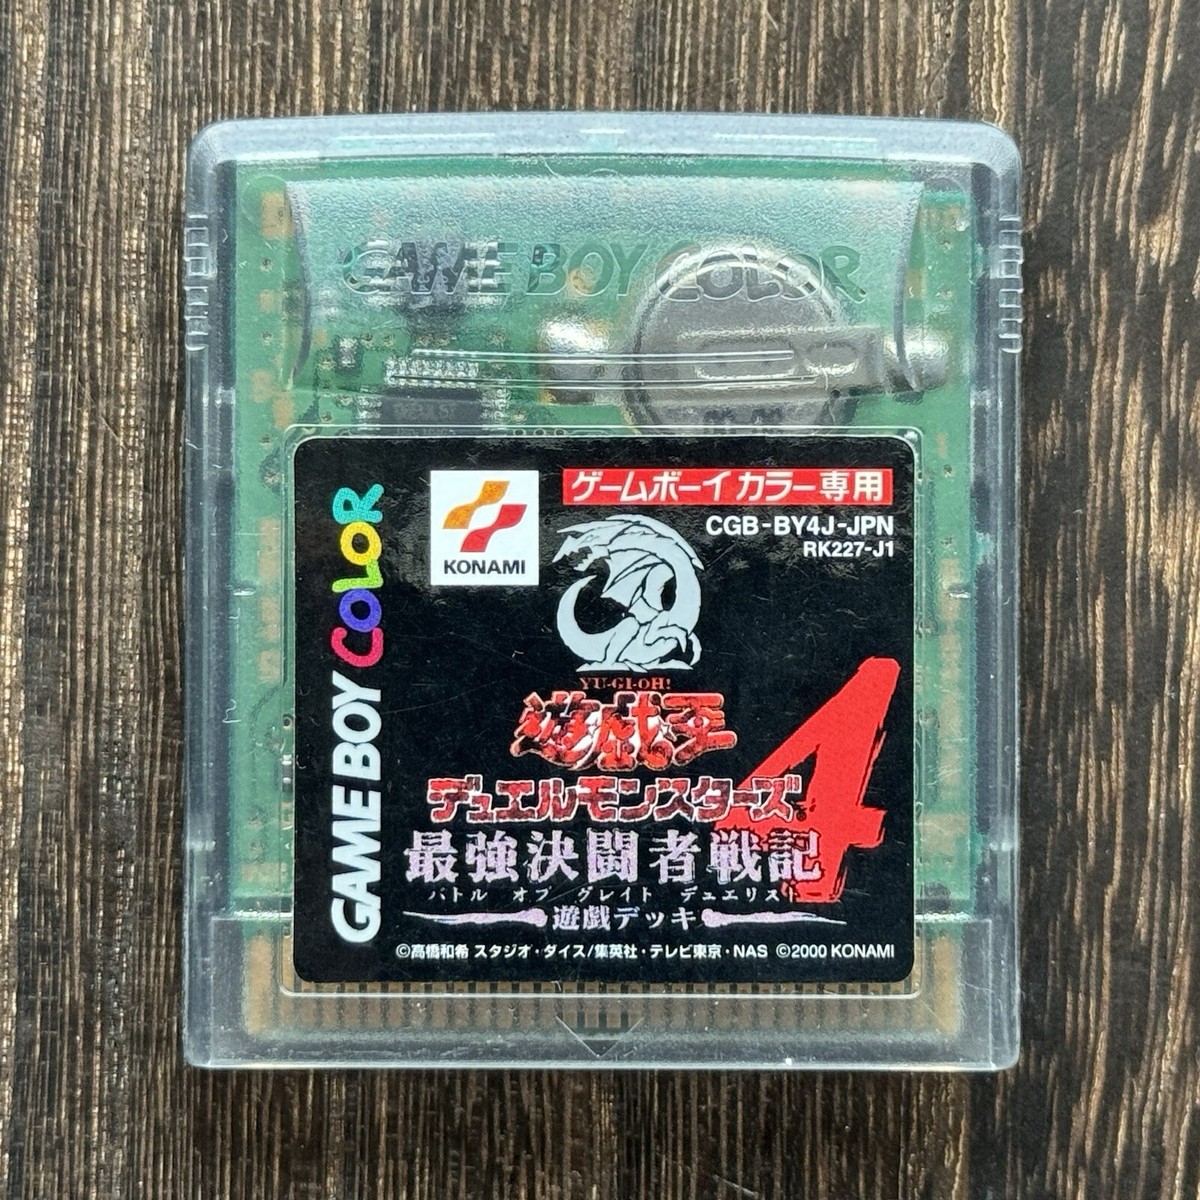 GAME BOY COLOR
GAME BOY COLOR
KONAMI
ゲームボーイカラー専用
CGB-BY4J-JPN
RK227-J1
YU-GI-OH!
遊戯王
デュエルモンスターズ®
4
最強決闘者戦記
バトル オブ グレイト デュエリスト
遊戯デッキ
©高橋和希 スタジオ・ダイス/集英社・テレビ東京・NAS ©2000 KONAMI